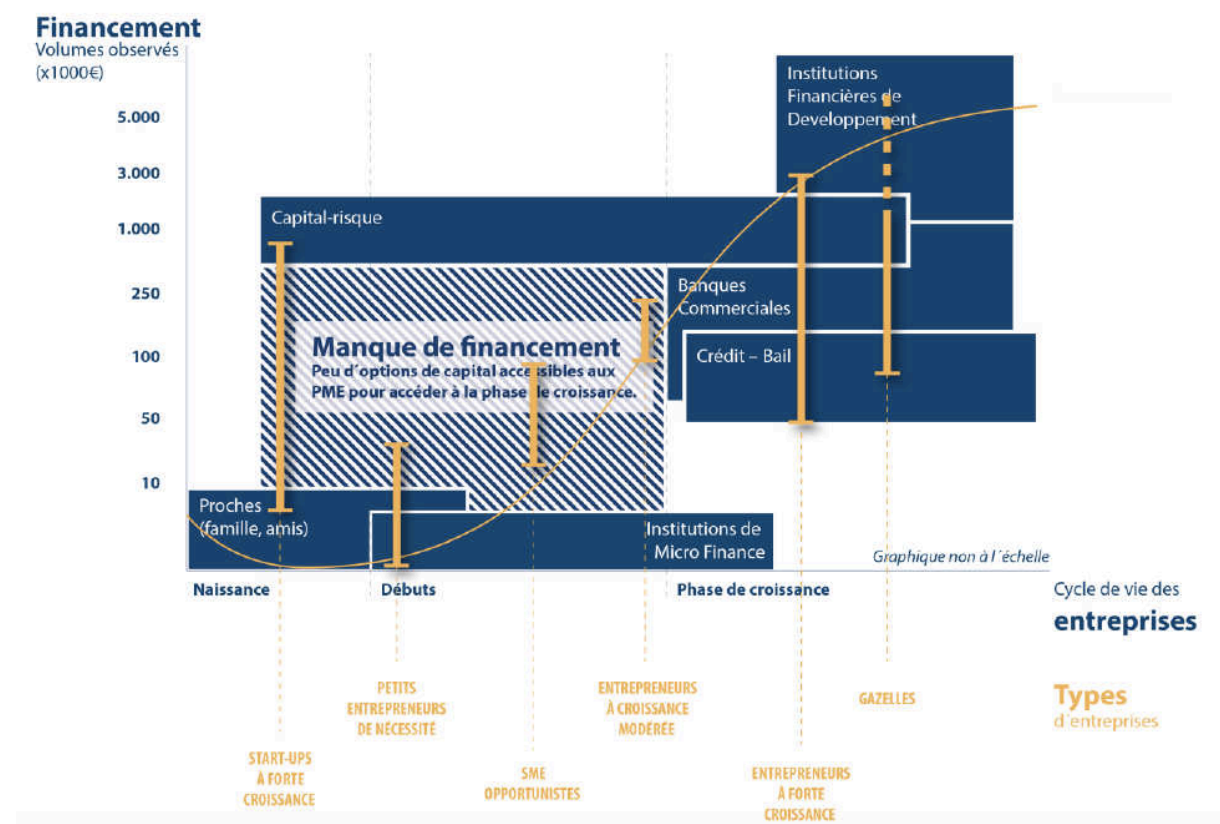 Financement
Volumes observés
(x1000€)
5.000
3.000
1.000
250
100
50
10
Institutions
Financières de
Developpement
Capital-risque
Banques
Commerciales
Manque de financement
Peu d´options de capital accessibles aux
PME pour accéder à la phase de croissance.
Crédit – Bail
Proches
(famille, amis)
Institutions de
Micro Finance
Graphique non à l´échelle
Naissance
Débuts
Phase de croissance
Cycle de vie des
entreprises
PETITS
ENTREPRENEURS
DE NÉCESSITÉ
ENTREPRENEURS
À CROISSANCE
MODÉRÉE
GAZELLES
Types
d´entreprises
START-UPS
À FORTE
CROISSANCE
SME
OPPORTUNISTES
ENTREPRENEURS
À FORTE
CROISSANCE